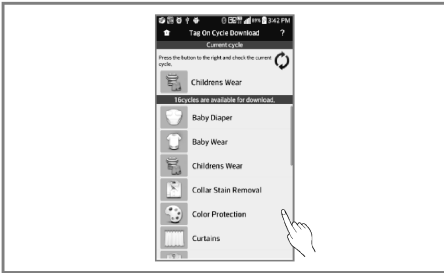 89% 3:42 PM
Tag On Cycle Download ?
Current cycle
Press the button to the right and check the current
cycle.
Childrens Wear
16cycles are available for download.
Baby Diaper
Baby Wear
Childrens Wear
Collar Stain Removal
Color Protection
Curtains